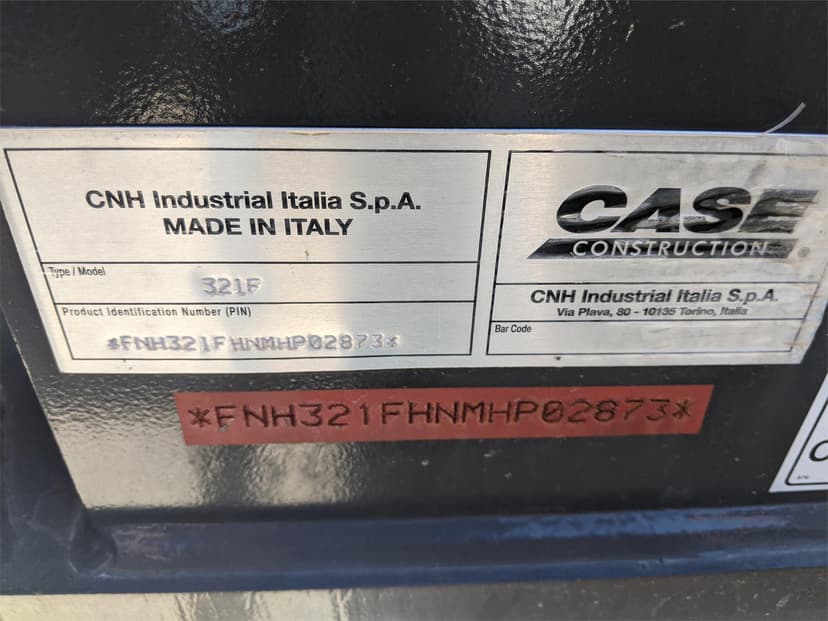 CNH Industrial Italia S.p.A.
MADE IN ITALY
Type / Model
321F
Product Identification Number (PIN)
*FNH321FHNMHP02873*
CASE
CONSTRUCTION®
CNH Industrial Italia S.p.A.
Via Plava, 80 - 10135 Torino, Italia
Bar Code
*FNH321FHNMHP02873*